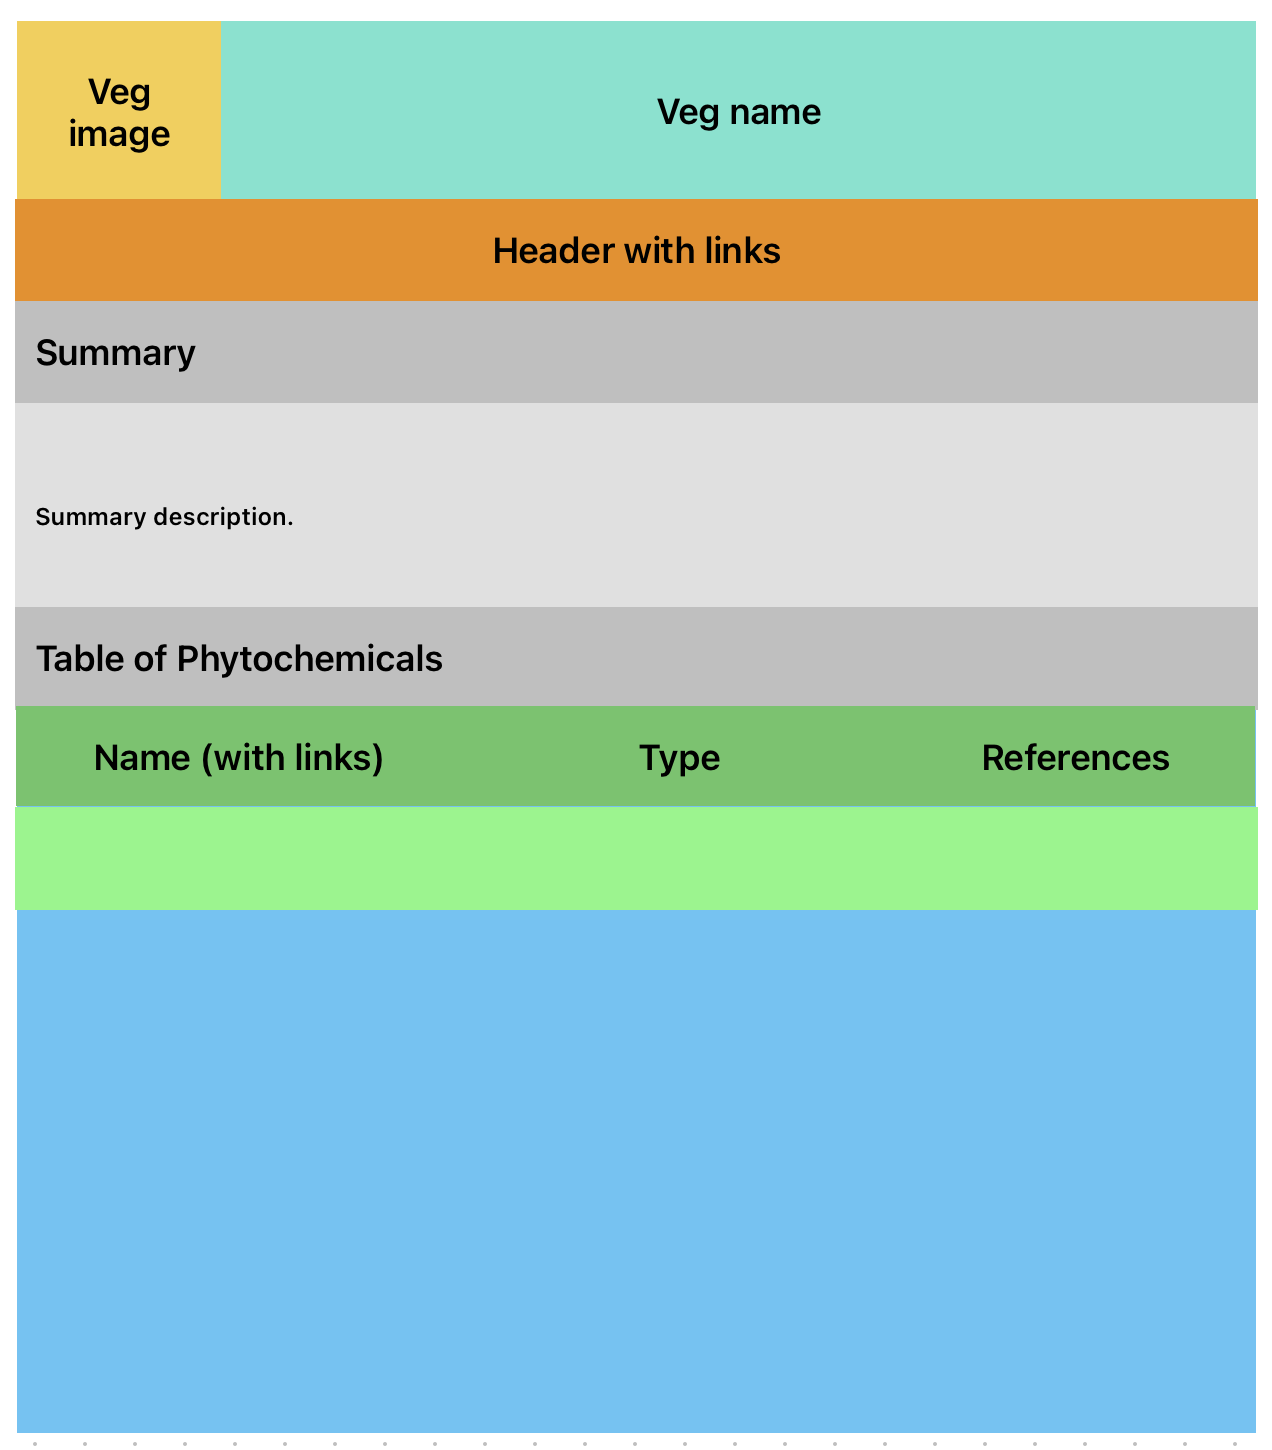 Veg
image
Veg name
Header with links
Summary
Summary description.
Table of Phytochemicals
Name (with links) Type References